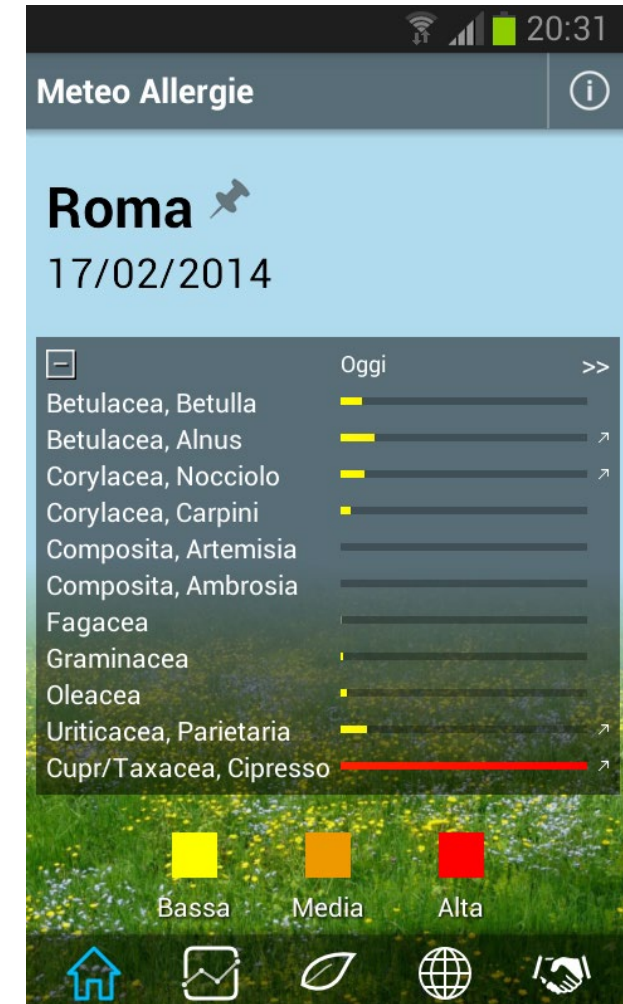 20:31
Meteo Allergie
Roma
17/02/2014
Oggi >>
Betulacea, Betulla
Betulacea, Alnus
Corylacea, Nocciolo
Corylacea, Carpini
Composita, Artemisia
Composita, Ambrosia
Fagacea
Graminacea
Oleacea
Uriticacea, Parietaria
Cupr/Taxacea, Cipresso
Bassa Media Alta